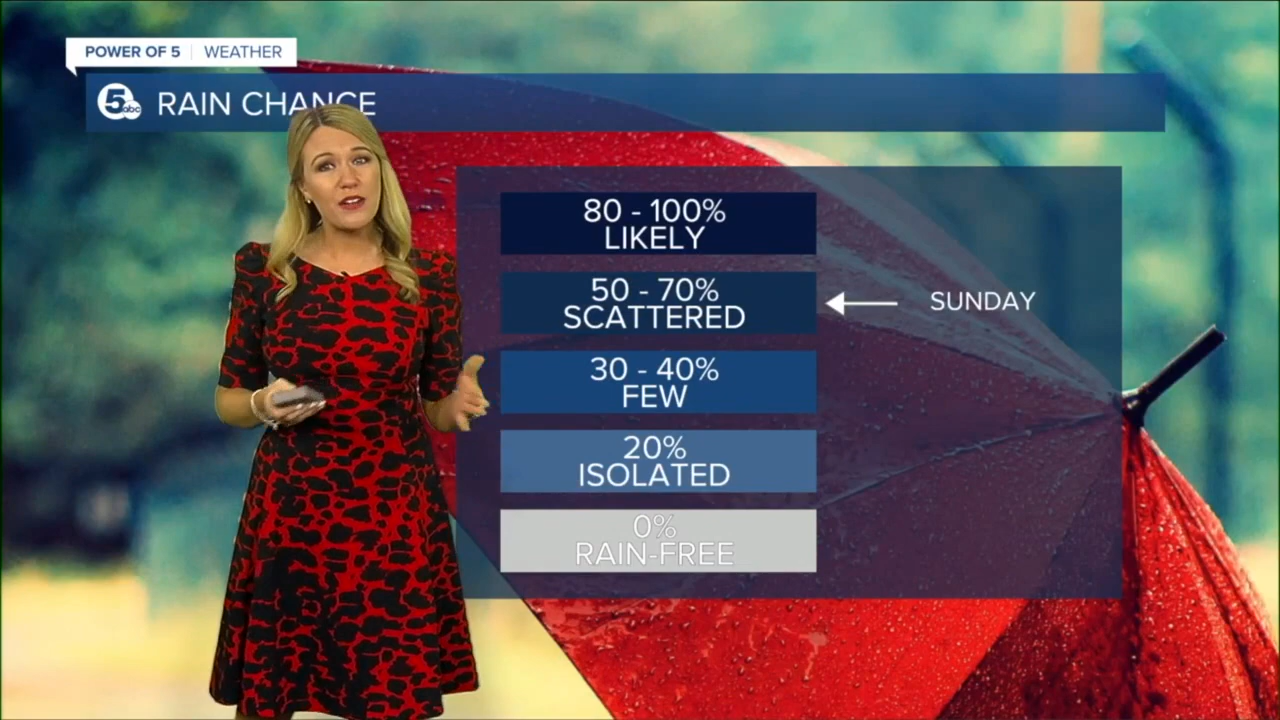 POWER OF 5 | WEATHER
5 abc RAIN CHANCE
80 - 100%
LIKELY
50 - 70%
SCATTERED
SUNDAY
30 - 40%
FEW
20%
ISOLATED
0%
RAIN-FREE